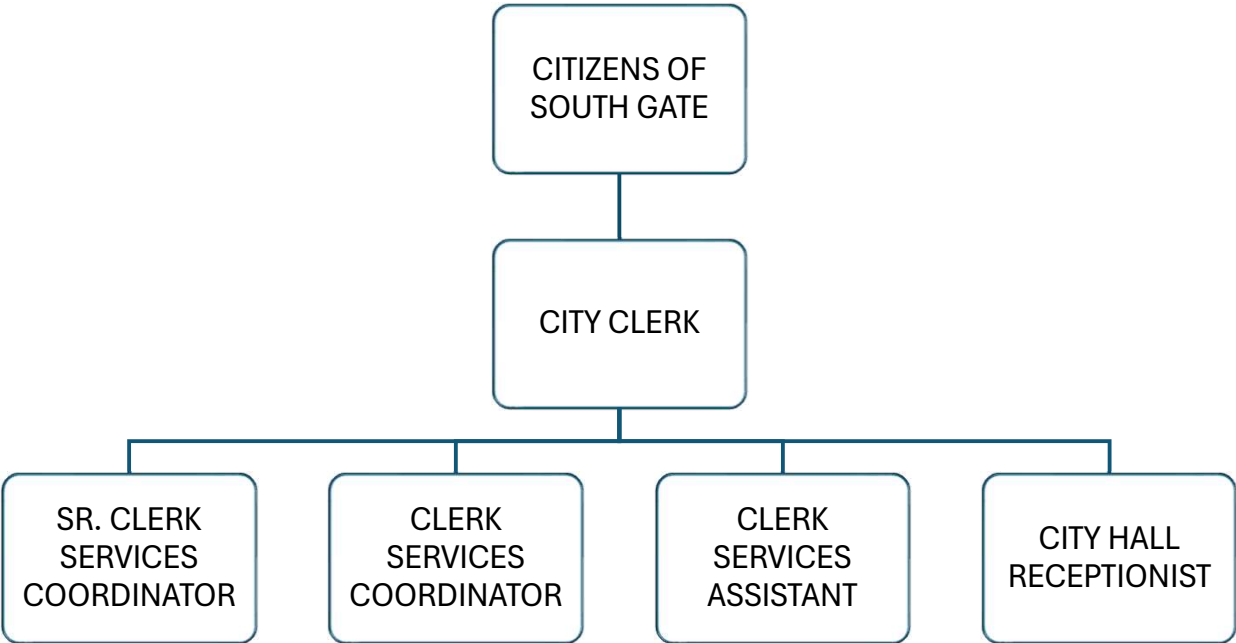 CITIZENS OF
SOUTH GATE
CITY CLERK
SR. CLERK
SERVICES
COORDINATOR
CLERK
SERVICES
COORDINATOR
CLERK
SERVICES
ASSISTANT
CITY HALL
RECEPTIONIST